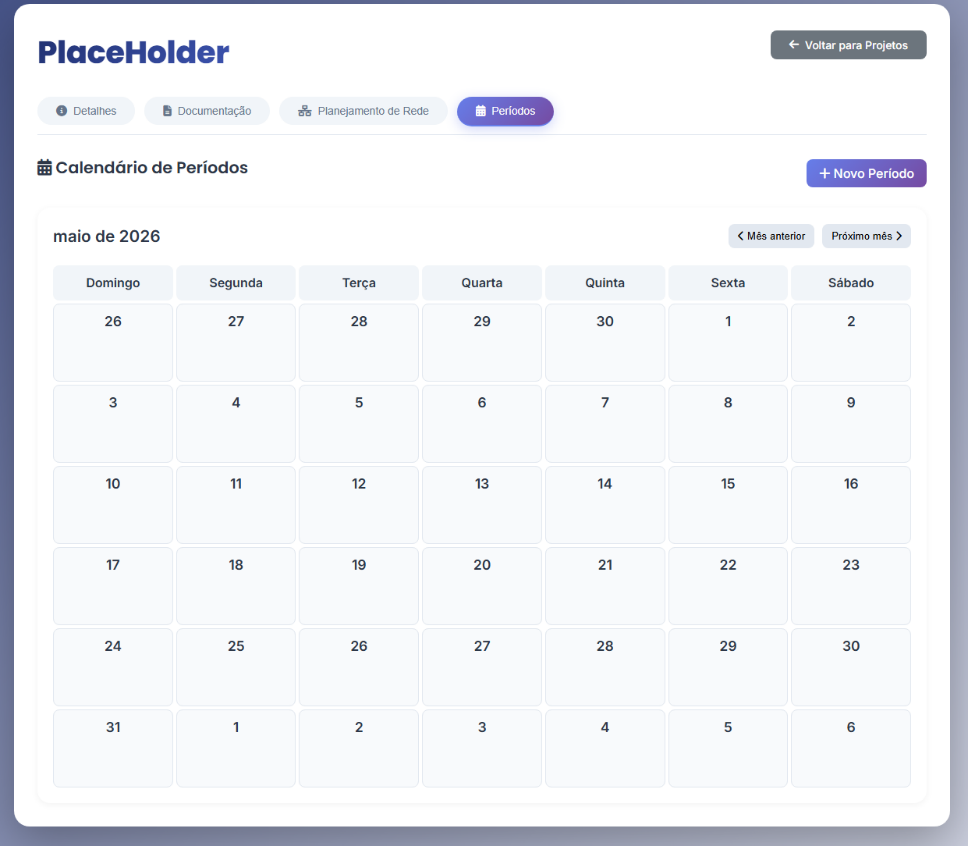 PlaceHolder
Voltar para Projetos
Detalhes Documentação Planejamento de Rede Períodos
Calendário de Períodos
Novo Período
maio de 2026
Mês anterior Próximo mês
Domingo Segunda Terça Quarta Quinta Sexta Sábado
26 27 28 29 30 1 2
3 4 5 6 7 8 9
10 11 12 13 14 15 16
17 18 19 20 21 22 23
24 25 26 27 28 29 30
31 1 2 3 4 5 6